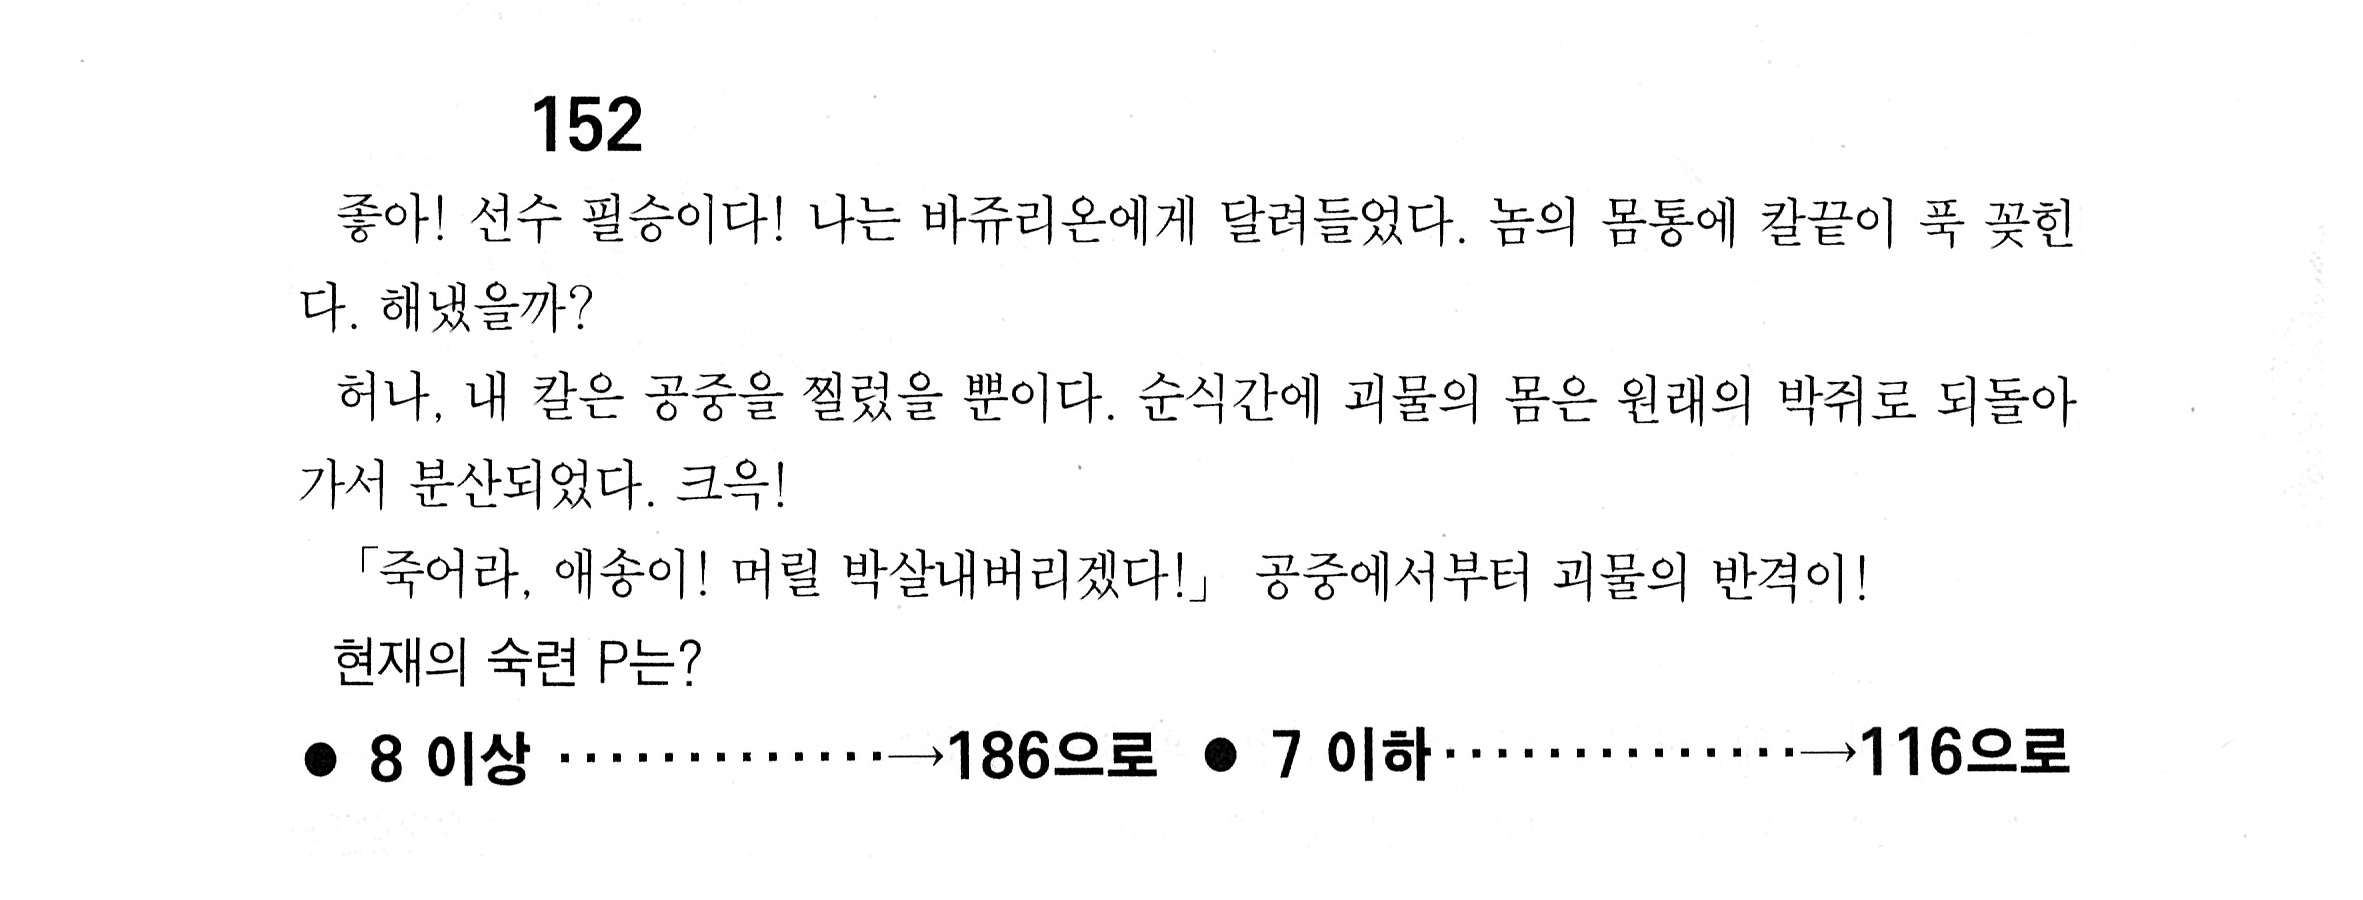 152
좋아! 선수 필승이다! 나는 바쥬리온에게 달려들었다. 놈의 몸통에 칼끝이 푹 꽂힌
다. 해냈을까?
허나, 내 칼은 공중을 찔렀을 뿐이다. 순식간에 괴물의 몸은 원래의 박쥐로 되돌아
가서 분산되었다. 크윽!
「죽어라, 애송이! 머릴 박살내버리겠다!」 공중에서부터 괴물의 반격이!
현재의 숙련 P는?
● 8 이상 ·············→186으로 ● 7 이하··············→116으로